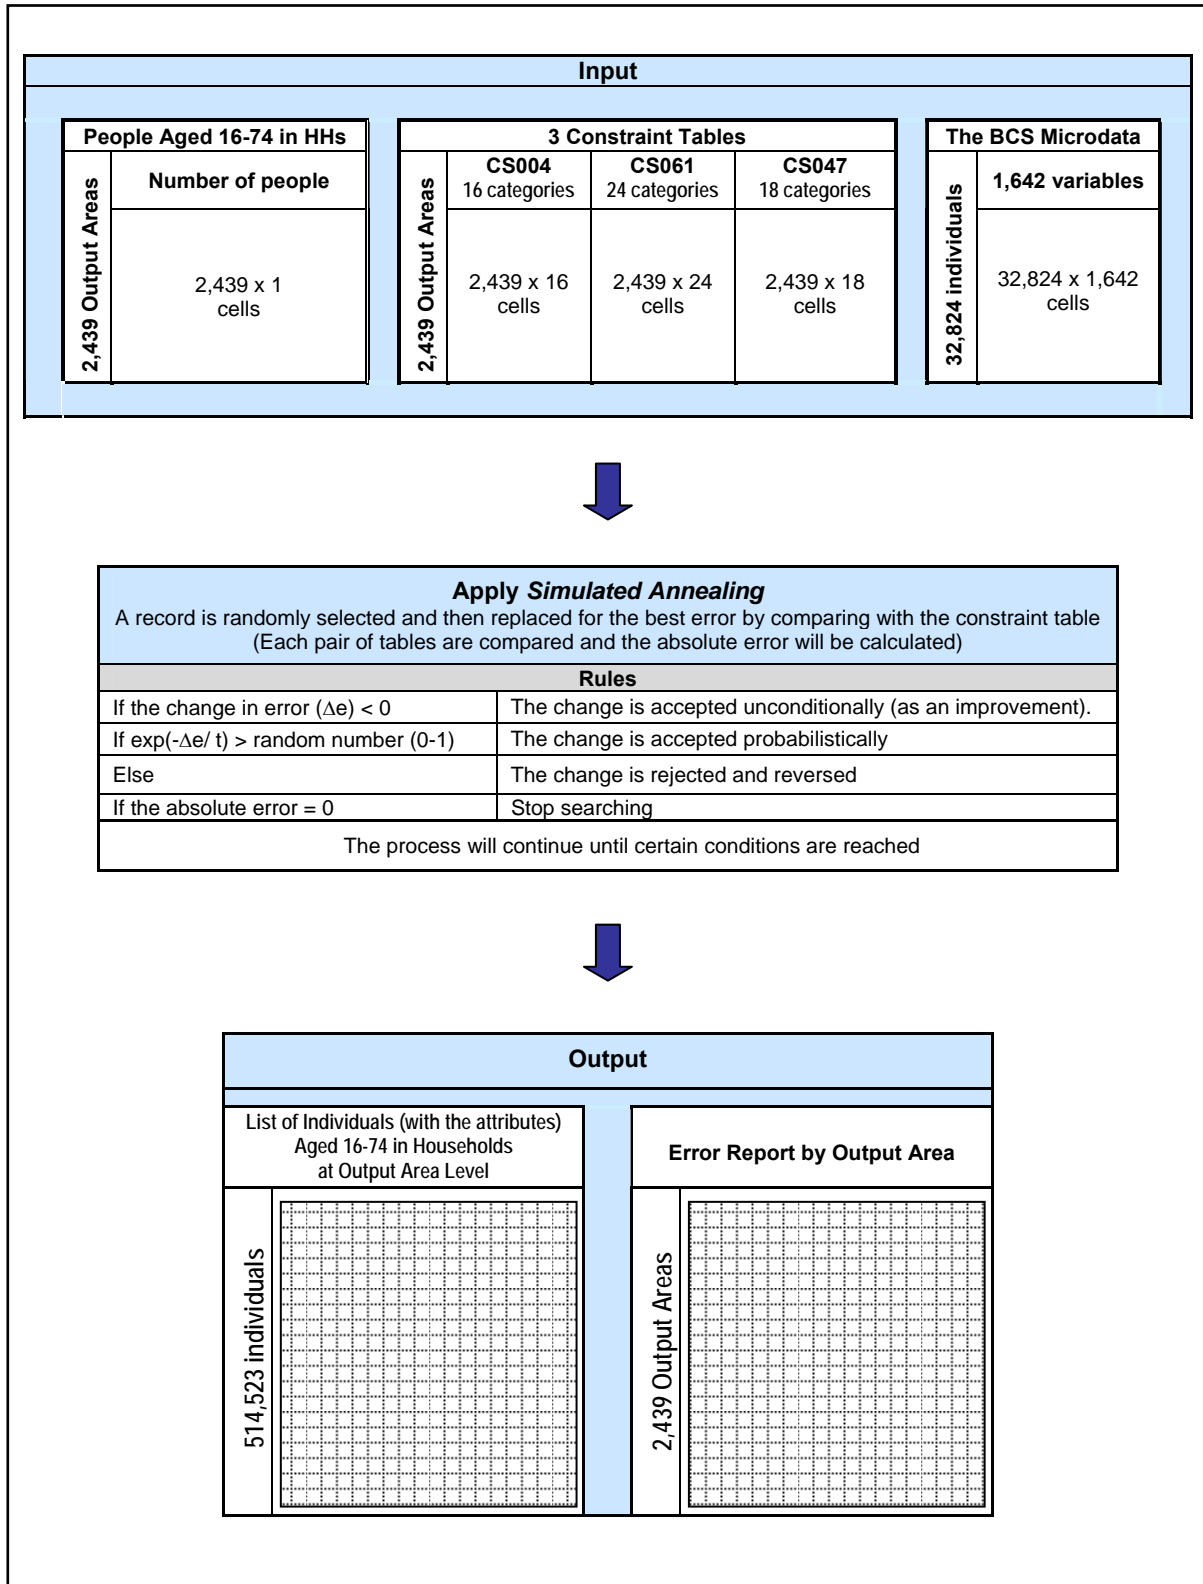 Input
People Aged 16-74 in HHs
2,439 Output Areas
Number of people
2,439 x 1
cells
3 Constraint Tables
2,439 Output Areas
CS004
16 categories
CS061
24 categories
CS047
18 categories
2,439 x 16
cells
2,439 x 24
cells
2,439 x 18
cells
The BCS Microdata
32,824 individuals
1,642 variables
32,824 x 1,642
cells
Apply Simulated Annealing
A record is randomly selected and then replaced for the best error by comparing with the constraint table
(Each pair of tables are compared and the absolute error will be calculated)
Rules
If the change in error (Δe) < 0 The change is accepted unconditionally (as an improvement).
If exp(-Δe/ t) > random number (0-1) The change is accepted probabilistically
Else The change is rejected and reversed
If the absolute error = 0 Stop searching
The process will continue until certain conditions are reached
Output
List of Individuals (with the attributes)
Aged 16-74 in Households
at Output Area Level
514,523 individuals
Error Report by Output Area
2,439 Output Areas